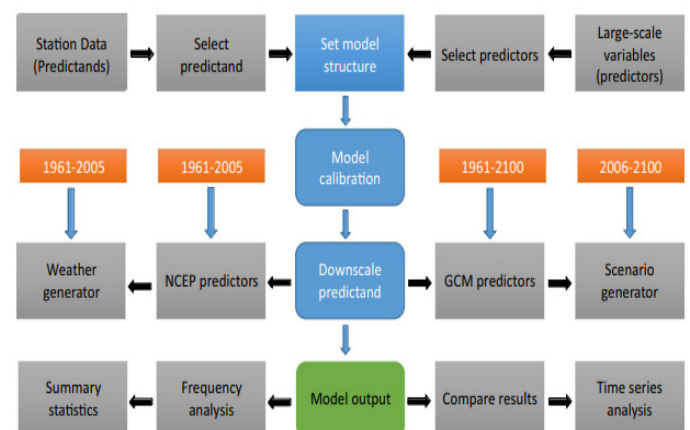 Station Data
(Predictands)
Select
predictand
Set model
structure
Select predictors
Large-scale
variables
(predictors)
Model
calibration
1961-2005
1961-2005
1961-2100
2006-2100
Weather
generator
NCEP predictors
Downscale
predictand
GCM predictors
Scenario
generator
Summary
statistics
Frequency
analysis
Model output
Compare results
Time series
analysis